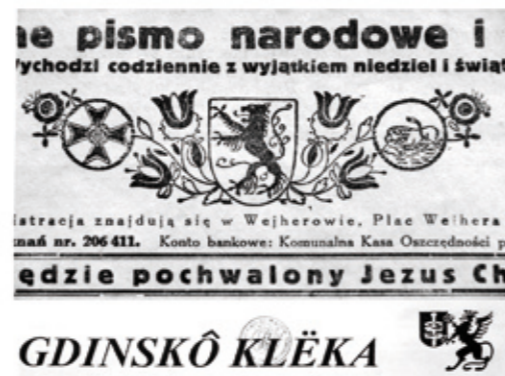 ne pismo narodowe i
Wychodzi codziennie z wyjątkiem niedziel i świąt
istracja znajdują się w Wejherowie, Plac Wejhera
znań nr. 206 411. Konto bankowe: Komunalna Kasa Oszczędności p
ędzie pochwalony Jezus Ch
GDINSKÔ KLËKA